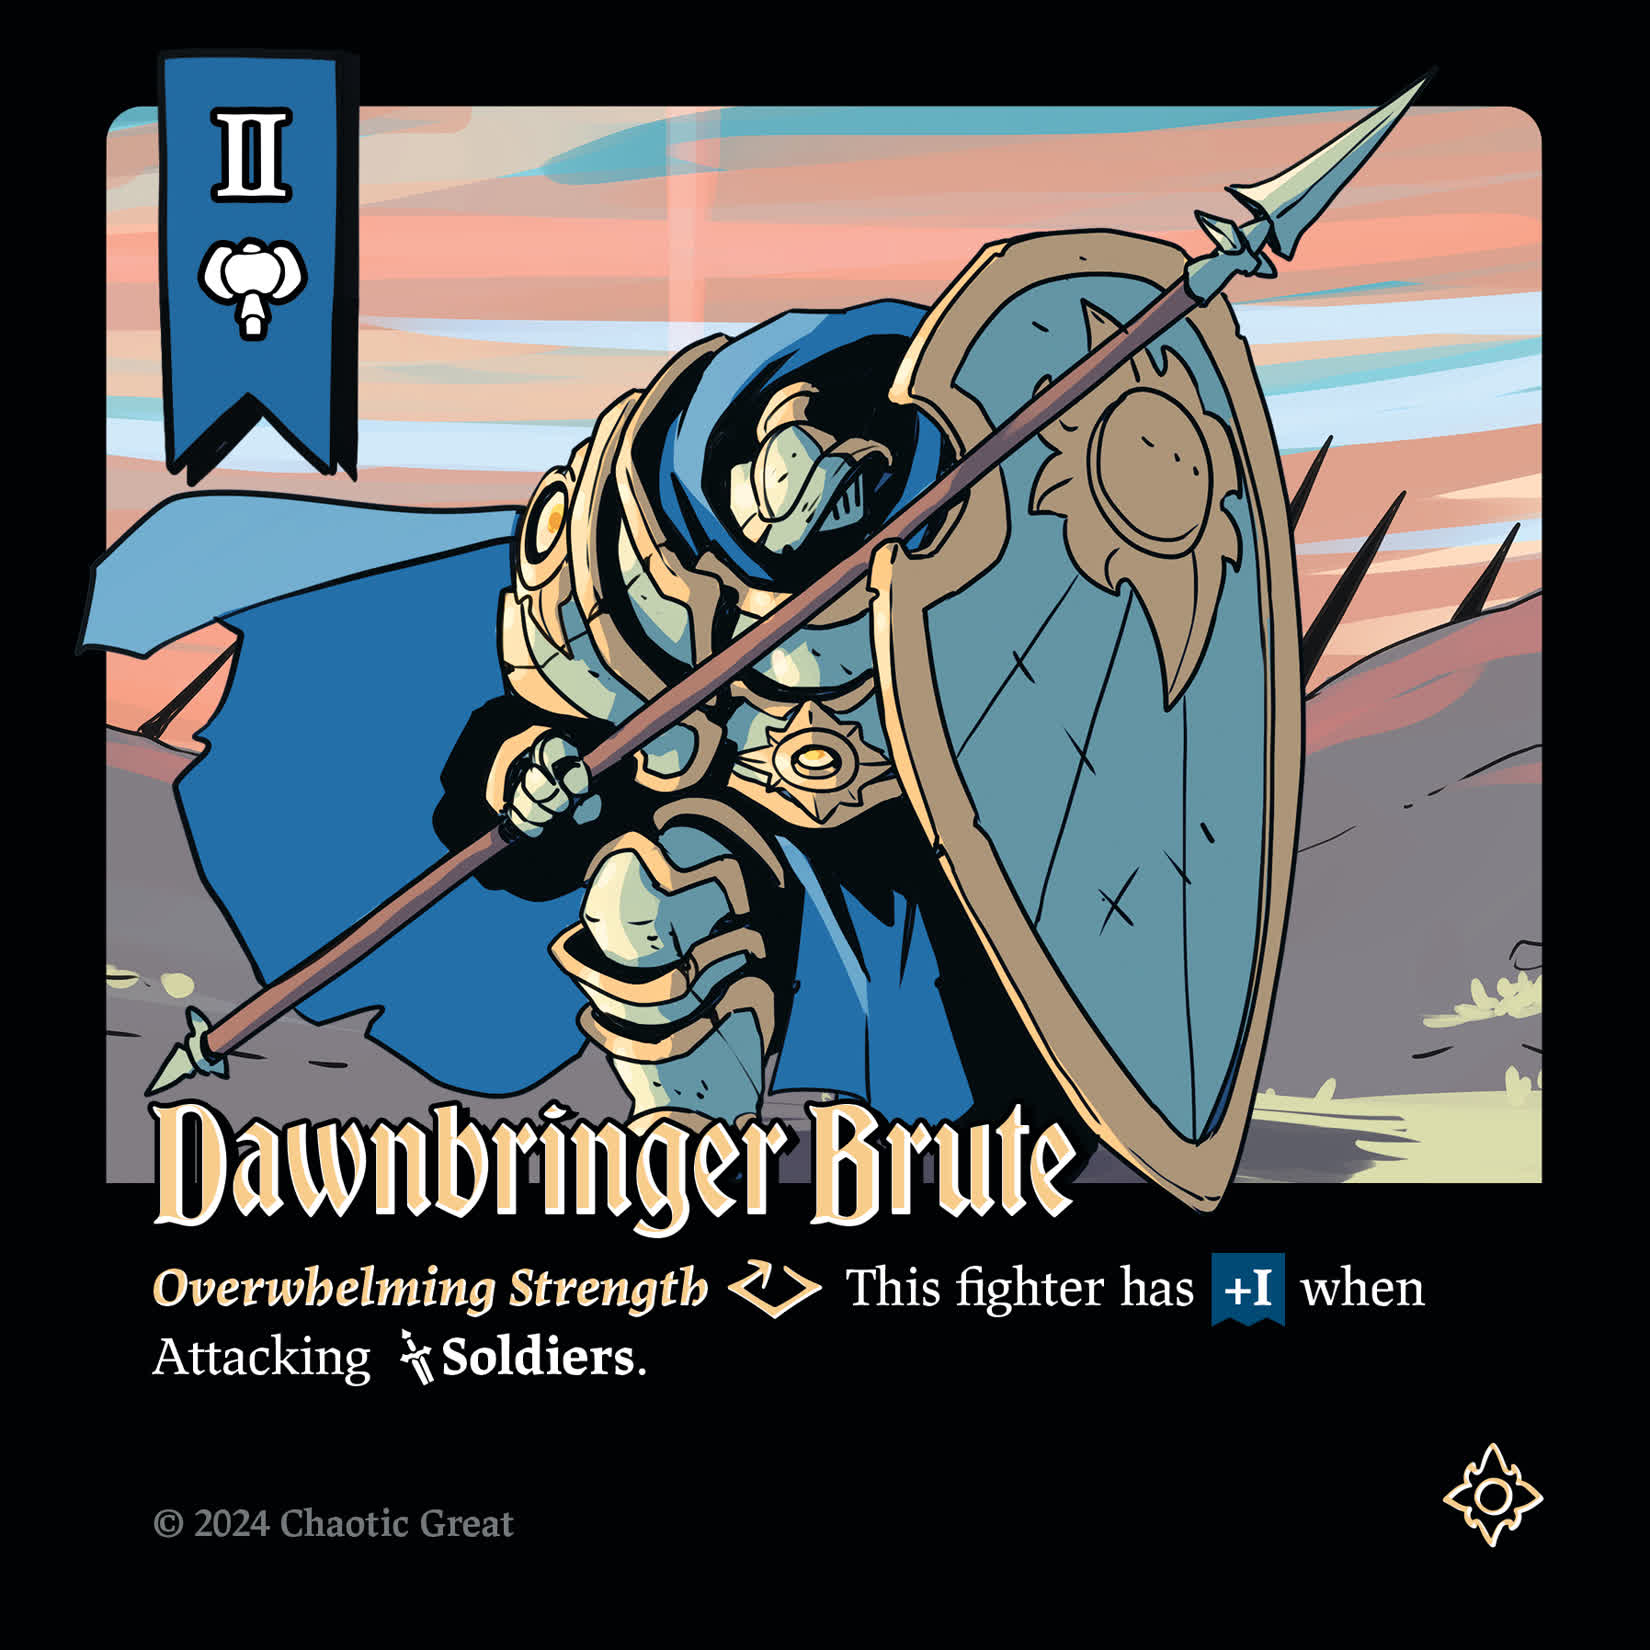 II
Dawnbringer Brute
Overwhelming Strength This fighter has +I when
Attacking Soldiers.
© 2024 Chaotic Great